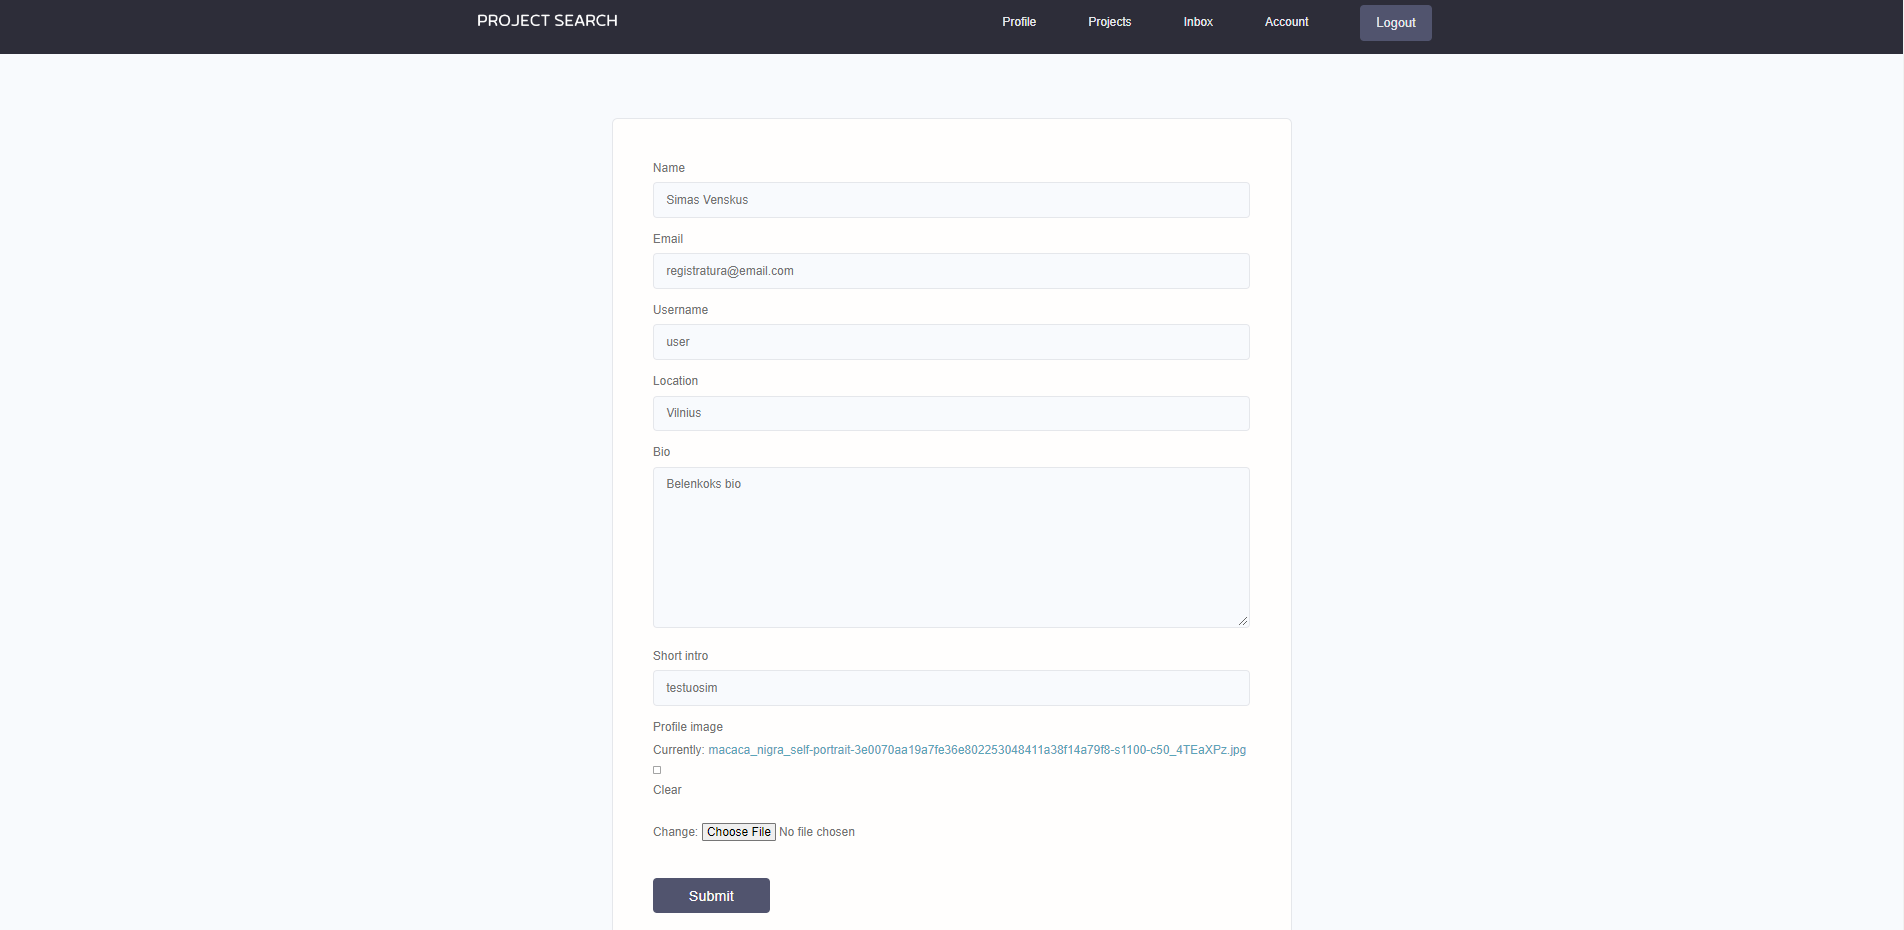 PROJECT SEARCH Profile Projects Inbox Account Logout
Name
Simas Venskus
Email
registratura@email.com
Username
user
Location
Vilnius
Bio
Belenkoks bio
Short intro
testuosim
Profile image
Currently: macaca_nigra_self-portrait-3e0070aa19a7fe36e802253048411a38f14a79f8-s1100-c50_4TEaXPz.jpg
Clear
Change: Choose File No file chosen
Submit